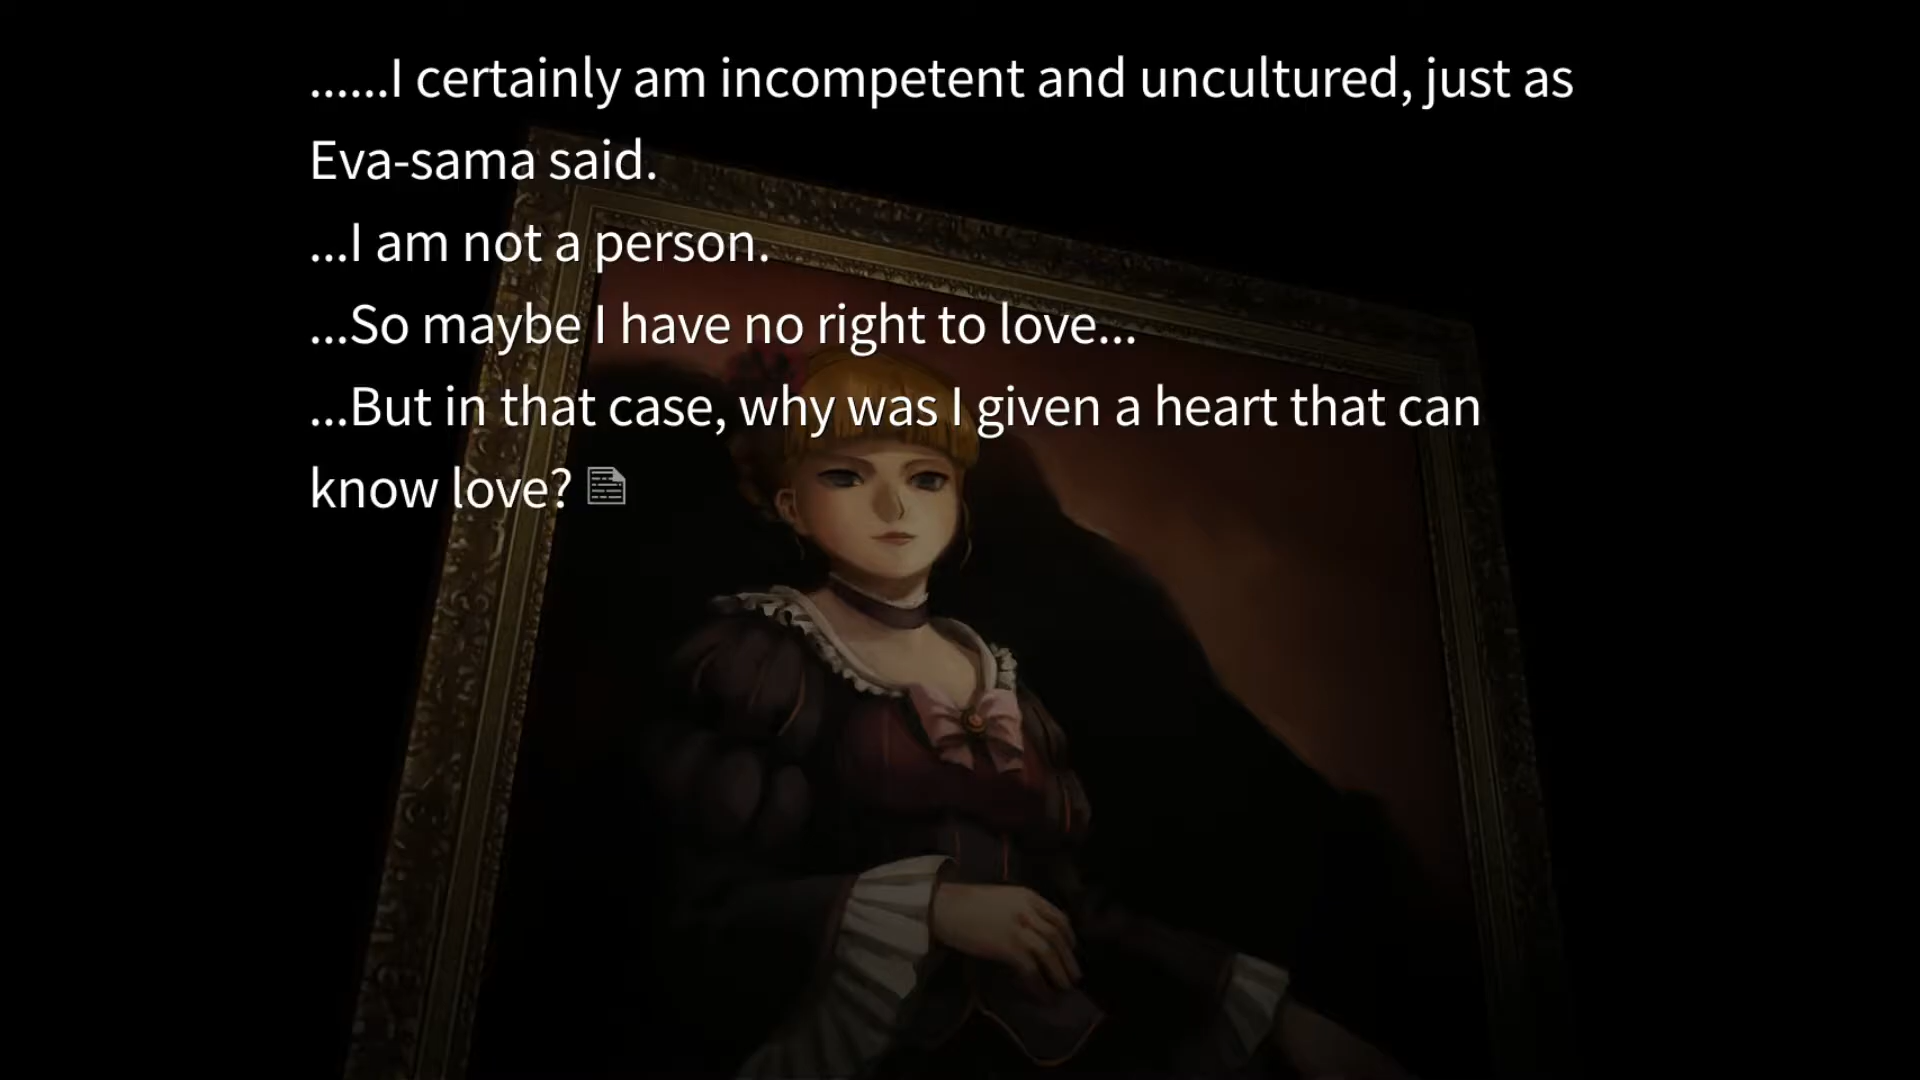 ......I certainly am incompetent and uncultured, just as
Eva-sama said.
...I am not a person.
...So maybe I have no right to love...
...But in that case, why was I given a heart that can
know love?